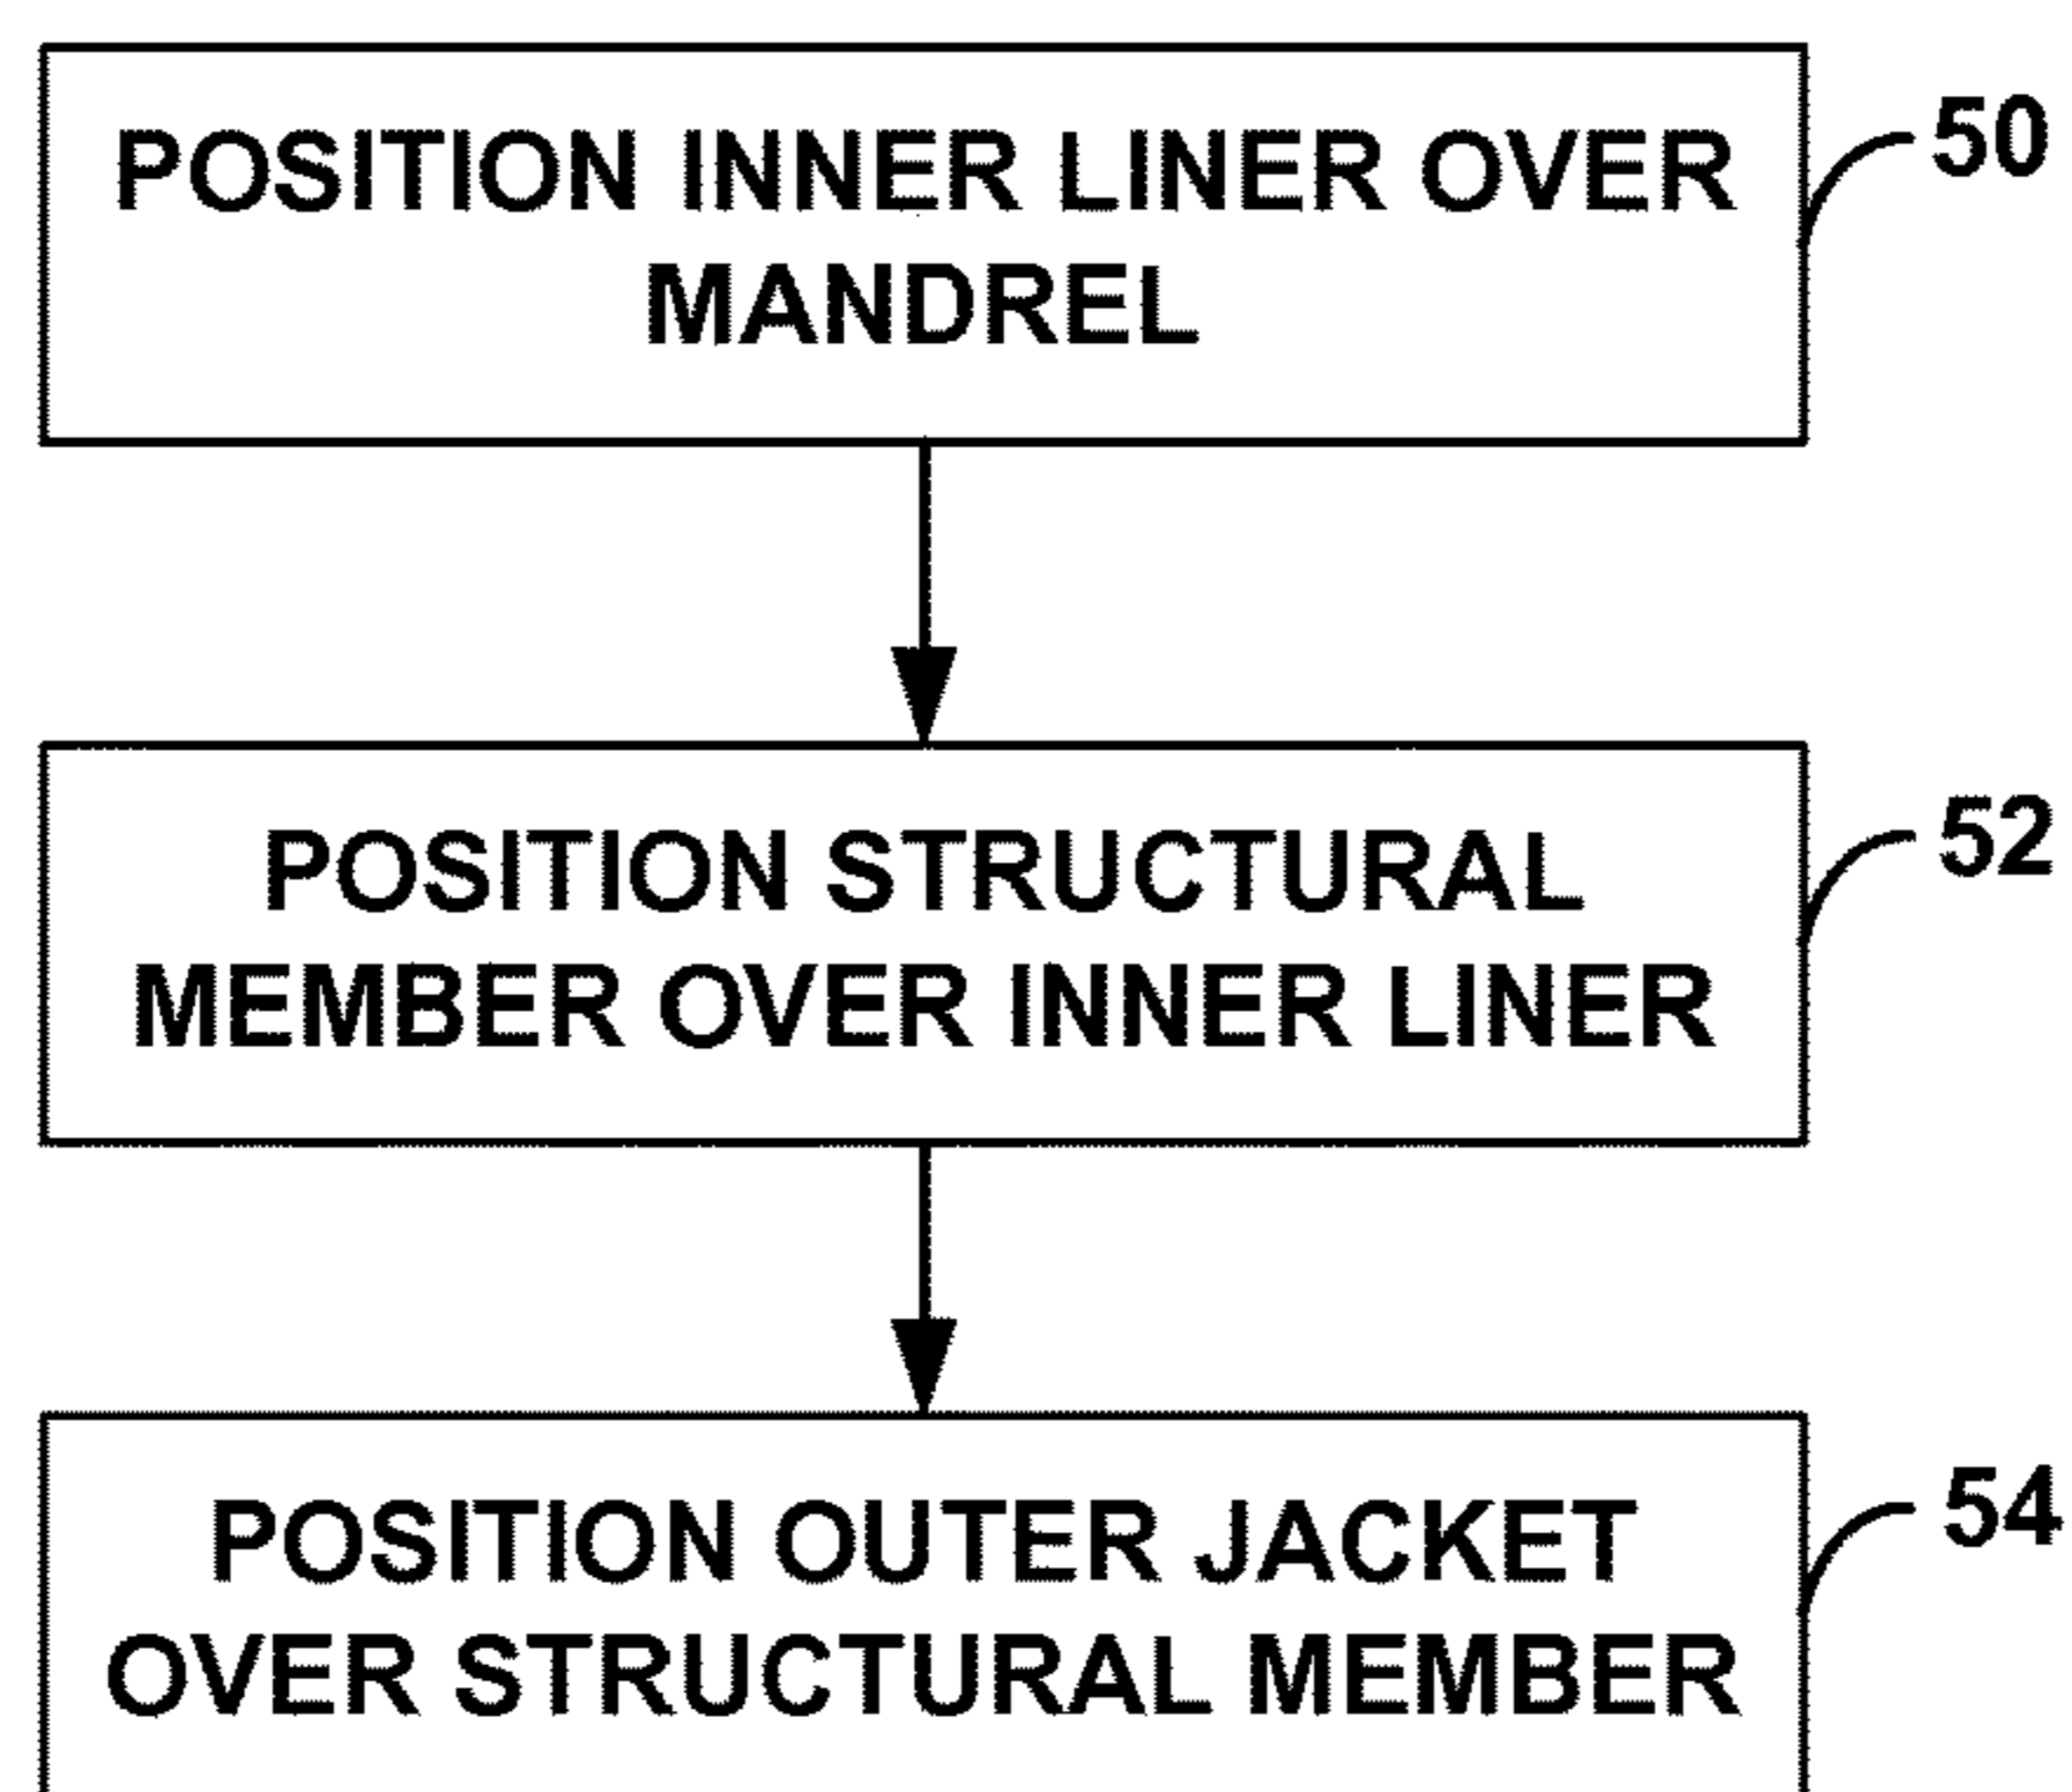 POSITION INNER LINER OVER
MANDREL
50
POSITION STRUCTURAL
MEMBER OVER INNER LINER
52
POSITION OUTER JACKET
OVER STRUCTURAL MEMBER
54